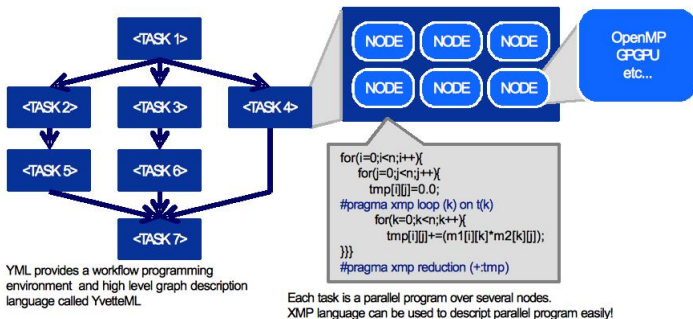 <TASK 1>
<TASK 2>
<TASK 3>
<TASK 4>
<TASK 5>
<TASK 6>
<TASK 7>
YML provides a workflow programming
environment and high level graph description
language called YvetteML
NODE NODE NODE
NODE NODE NODE
OpenMP
GPGPU
etc...
for(i=0;i<n;i++){
for(j=0;j<n;j++){
tmp[i][j]=0.0;
#pragma xmp loop (k) on t(k)
for(k=0;k<n;k++){
tmp[i][j]+=(m1[i][k]*m2[k][j]);
}}}
#pragma xmp reduction (+:tmp)
Each task is a parallel program over several nodes.
XMP language can be used to descript parallel program easily!